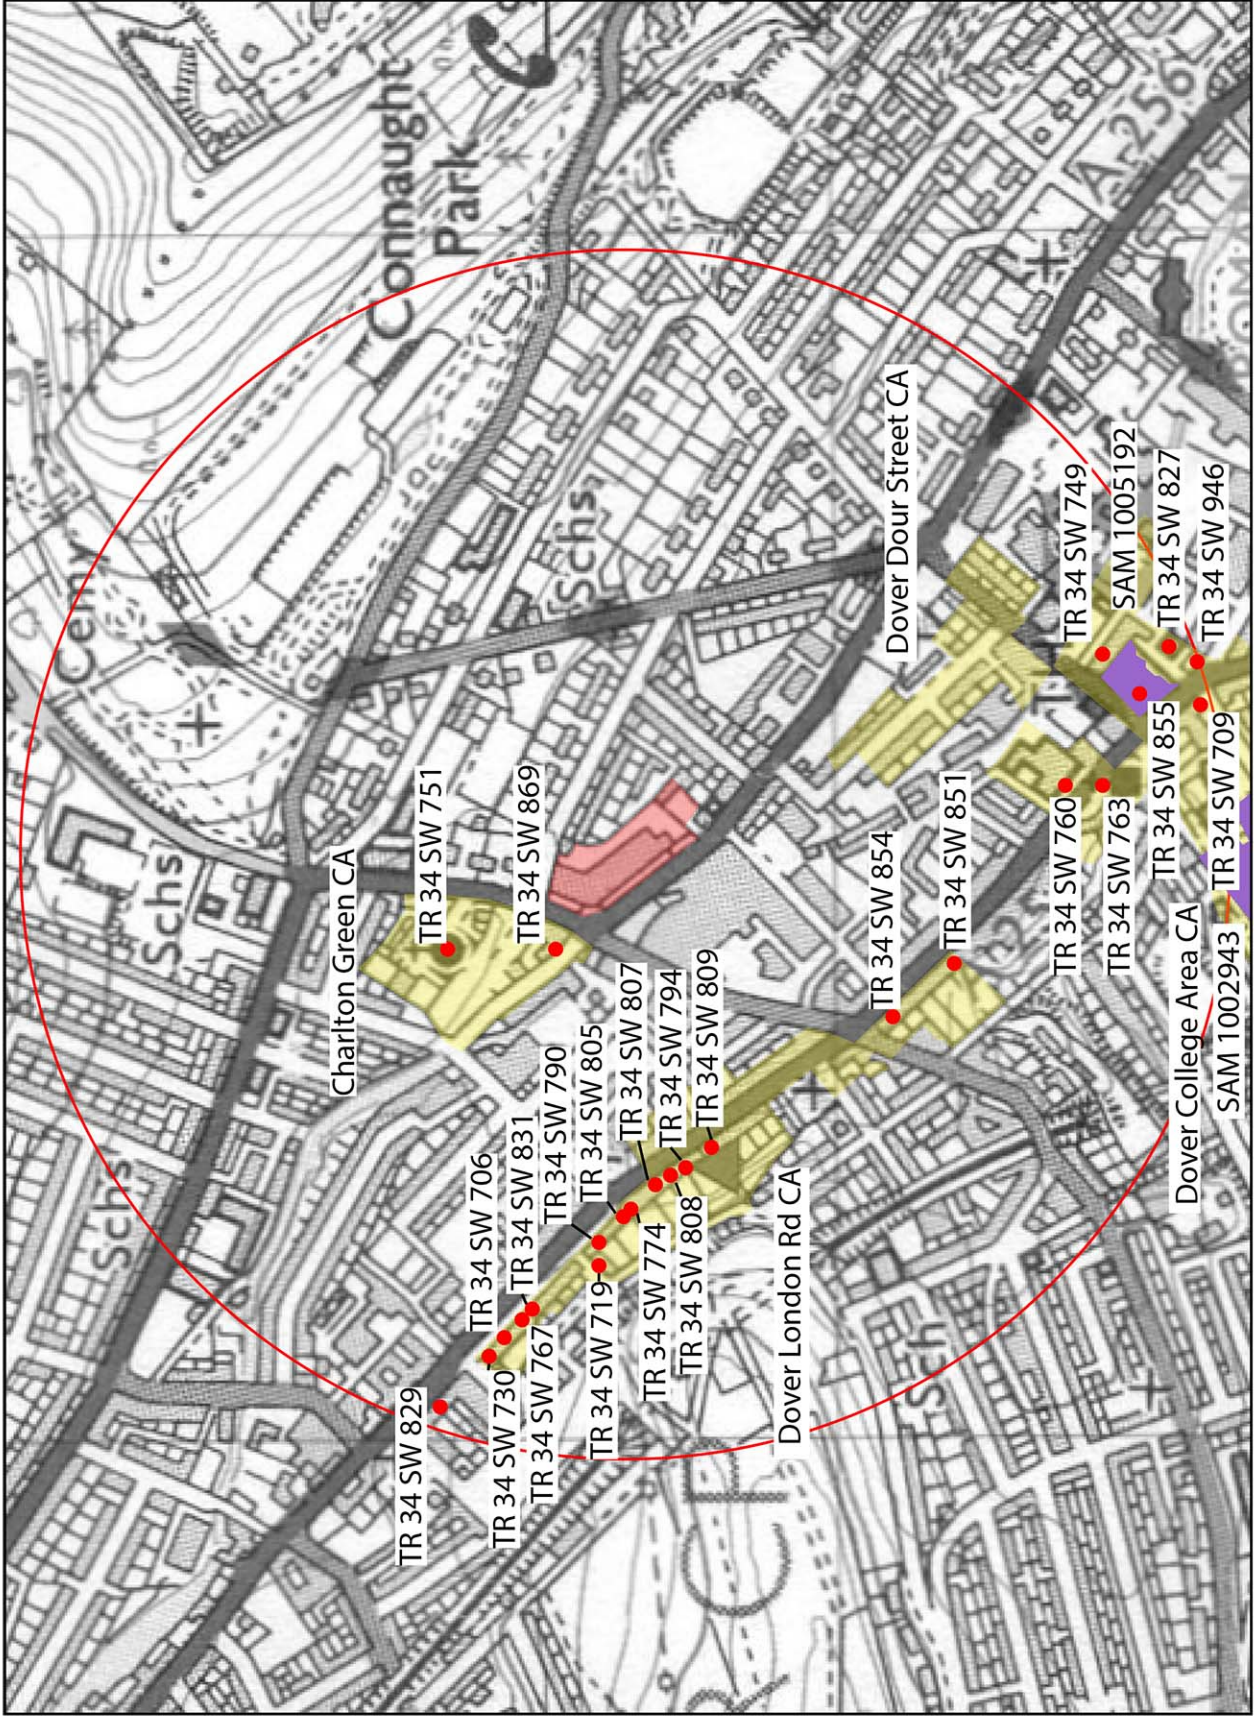 Cemy
Schs
Schs
Charlton Green CA
Connaught
Park
TR 34 SW 829
TR 34 SW 751
TR 34 SW 706
TR 34 SW 730
TR 34 SW 831
TR 34 SW 869
TR 34 SW 767
TR 34 SW 790
Schs
TR 34 SW 805
TR 34 SW 719
TR 34 SW 807
TR 34 SW 774
TR 34 SW 794
TR 34 SW 808
TR 34 SW 809
Dover London Rd CA
TR 34 SW 854
Dover Dour Street CA
Sch
TR 34 SW 851
TR 34 SW 760
TR 34 SW 749
TR 34 SW 763
SAM 1005192
A 256
TR 34 SW 855
TR 34 SW 827
Dover College Area CA
TR 34 SW 946
TR 34 SW 709
SAM 1002943